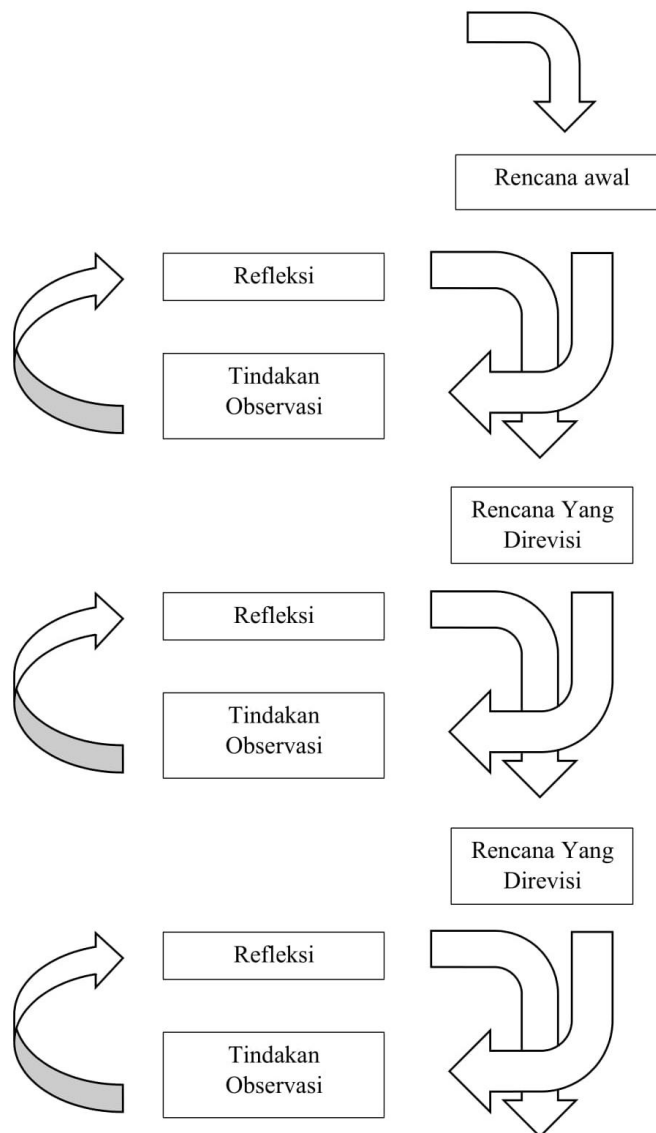 Rencana awal
Refleksi
Tindakan
Observasi
Rencana Yang
Direvisi
Refleksi
Tindakan
Observasi
Rencana Yang
Direvisi
Refleksi
Tindakan
Observasi